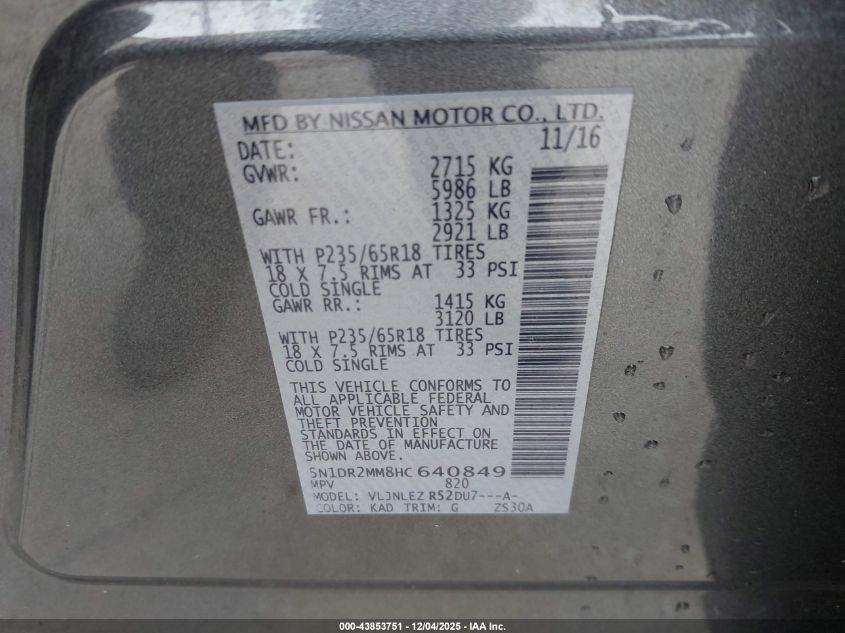 MFD BY NISSAN MOTOR CO., LTD.
DATE: 11/16
GVWR: 2715 KG
5986 LB
GAWR FR.: 1325 KG
2921 LB
WITH P235/65R18 TIRES
18 X 7.5 RIMS AT 33 PSI
COLD SINGLE
GAWR RR.: 1415 KG
3120 LB
WITH P235/65R18 TIRES
18 X 7.5 RIMS AT 33 PSI
COLD SINGLE
THIS VEHICLE CONFORMS TO
ALL APPLICABLE FEDERAL
MOTOR VEHICLE SAFETY AND
THEFT PREVENTION
STANDARDS IN EFFECT ON
THE DATE OF MANUFACTURE
SHOWN ABOVE.
5N1DR2MM8HC 640849
MPV 820
MODEL: VLJNLEZ R52DU7---A-
COLOR: KAD TRIM: G ZS30A
000-43853751 - 12/04/2025 - IAA Inc.